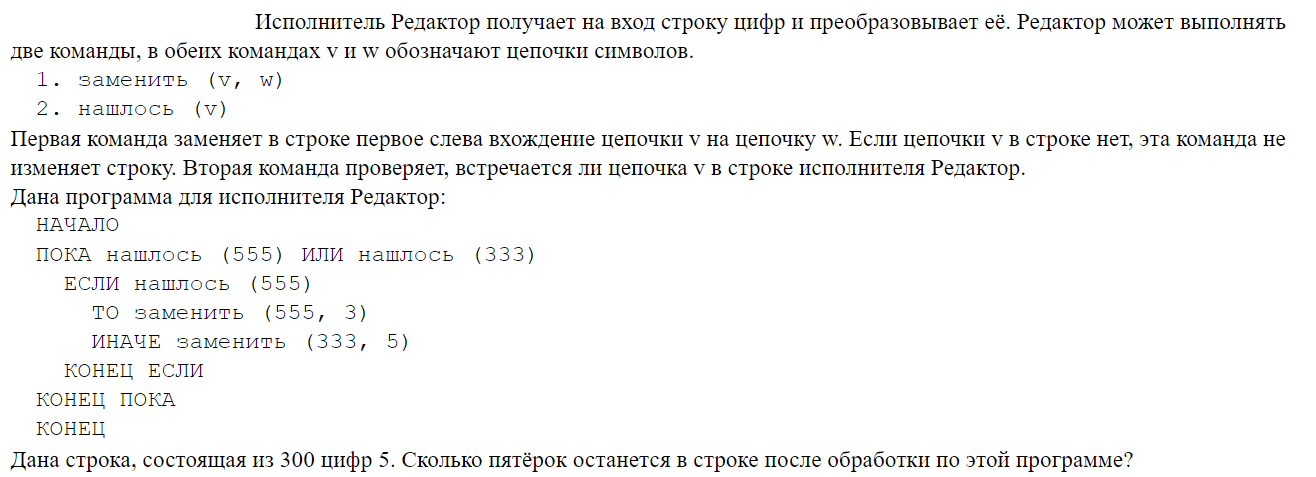 Исполнитель Редактор получает на вход строку цифр и преобразовывает её. Редактор может выполнять
две команды, в обеих командах v и w обозначают цепочки символов.
1. заменить (v, w)
2. нашлось (v)
Первая команда заменяет в строке первое слева вхождение цепочки v на цепочку w. Если цепочки v в строке нет, эта команда не
изменяет строку. Вторая команда проверяет, встречается ли цепочка v в строке исполнителя Редактор.
Дана программа для исполнителя Редактор:
НАЧАЛО
ПОКА нашлось (555) ИЛИ нашлось (333)
ЕСЛИ нашлось (555)
ТО заменить (555, 3)
ИНАЧЕ заменить (333, 5)
КОНЕЦ ЕСЛИ
КОНЕЦ ПОКА
КОНЕЦ
Дана строка, состоящая из 300 цифр 5. Сколько пятёрок останется в строке после обработки по этой программе?